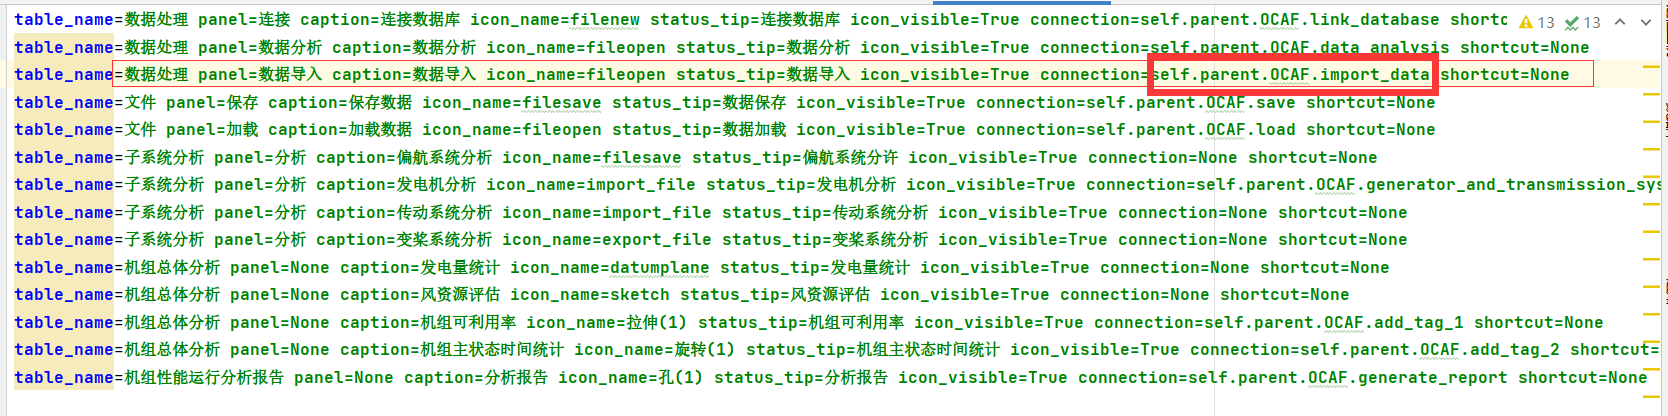 table_name=数据处理 panel=连接 caption=连接数据库 icon_name=filenew status_tip=连接数据库 icon_visible=True connection=self.parent.OCAF.link_database shortc 13 13
table_name=数据处理 panel=数据分析 caption=数据分析 icon_name=fileopen status_tip=数据分析 icon_visible=True connection=self.parent.OCAF.data_analysis shortcut=None
table_name=数据处理 panel=数据导入 caption=数据导入 icon_name=fileopen status_tip=数据导入 icon_visible=True connection=self.parent.OCAF.import_data shortcut=None
table_name=文件 panel=保存 caption=保存数据 icon_name=filesave status_tip=数据保存 icon_visible=True connection=self.parent.OCAF.save shortcut=None
table_name=文件 panel=加载 caption=加载数据 icon_name=fileopen status_tip=数据加载 icon_visible=True connection=self.parent.OCAF.load shortcut=None
table_name=子系统分析 panel=分析 caption=偏航系统分析 icon_name=filesave status_tip=偏航系统分许 icon_visible=True connection=None shortcut=None
table_name=子系统分析 panel=分析 caption=发电机分析 icon_name=import_file status_tip=发电机分析 icon_visible=True connection=self.parent.OCAF.generator_and_transmission_sys
table_name=子系统分析 panel=分析 caption=传动系统分析 icon_name=import_file status_tip=传动系统分析 icon_visible=True connection=None shortcut=None
table_name=子系统分析 panel=分析 caption=变桨系统分析 icon_name=export_file status_tip=变桨系统分析 icon_visible=True connection=None shortcut=None
table_name=机组总体分析 panel=None caption=发电量统计 icon_name=datumplane status_tip=发电量统计 icon_visible=True connection=None shortcut=None
table_name=机组总体分析 panel=None caption=风资源评估 icon_name=sketch status_tip=风资源评估 icon_visible=True connection=None shortcut=None
table_name=机组总体分析 panel=None caption=机组可利用率 icon_name=拉伸(1) status_tip=机组可利用率 icon_visible=True connection=self.parent.OCAF.add_tag_1 shortcut=None
table_name=机组总体分析 panel=None caption=机组主状态时间统计 icon_name=旋转(1) status_tip=机组主状态时间统计 icon_visible=True connection=self.parent.OCAF.add_tag_2 shortcut=
table_name=机组性能运行分析报告 panel=None caption=分析报告 icon_name=孔(1) status_tip=分析报告 icon_visible=True connection=self.parent.OCAF.generate_report shortcut=None